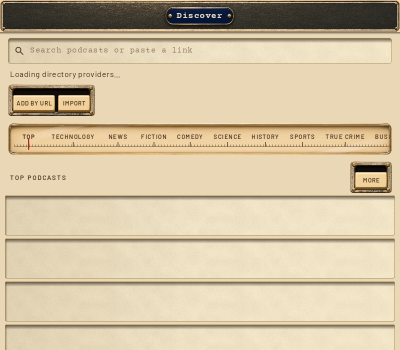 Discover
Search podcasts or paste a link
Loading directory providers...
ADD BY URL IMPORT
TOP TECHNOLOGY NEWS FICTION COMEDY SCIENCE HISTORY SPORTS TRUE CRIME BUS
TOP PODCASTS MORE